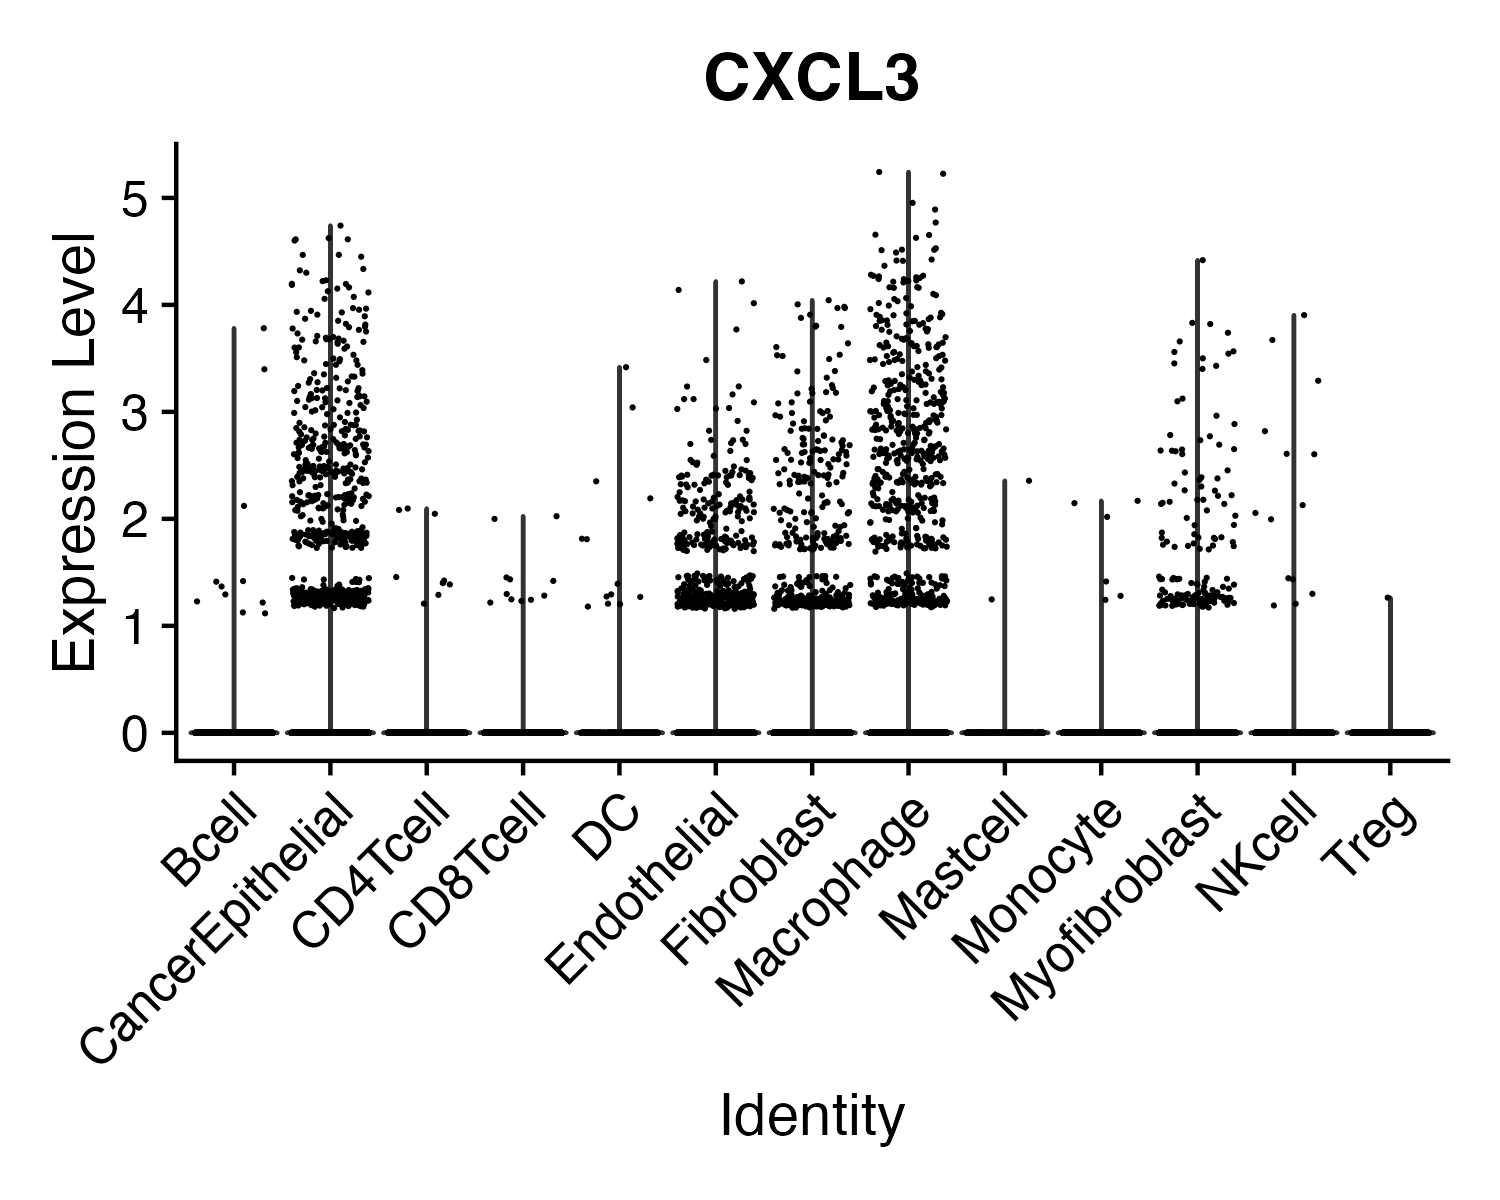 CXCL3
Expression Level
5
4
3
2
1
0
Bcell
CancerEpithelial
CD4Tcell
CD8Tcell
DC
Endothelial
Fibroblast
Macrophage
Mastcell
Monocyte
Myofibroblast
NKcell
Treg
Identity